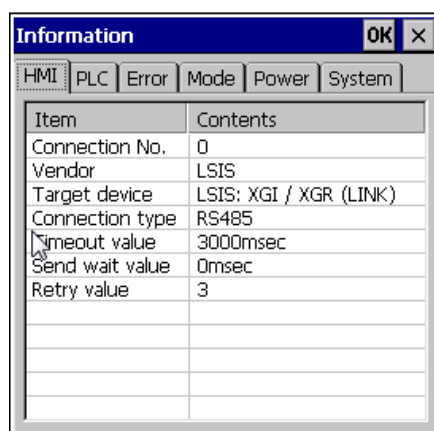 Information OK ×
HMI PLC Error Mode Power System
Item Contents
Connection No. 0
Vendor LSIS
Target device LSIS: XGI / XGR (LINK)
Connection type RS485
Timeout value 3000msec
Send wait value 0msec
Retry value 3